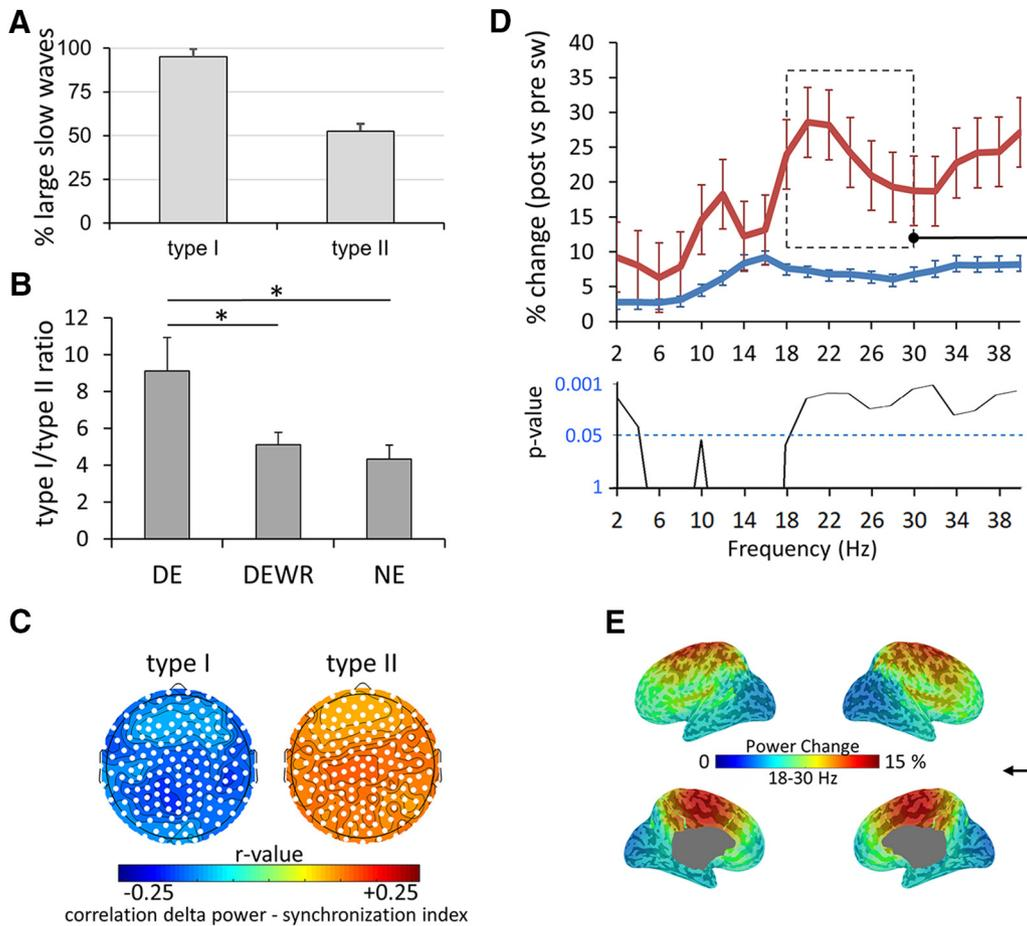 A
% large slow waves
100
75
50
25
0
type I
type II
B
type I/type II ratio
12
10
8
6
4
2
0
*
*
DE
DEWR
NE
C
type I
type II
r-value
-0.25
+0.25
correlation delta power - synchronization index
D
% change (post vs pre sw)
40
35
30
25
20
15
10
5
0
2 6 10 14 18 22 26 30 34 38
p-value
0.001
0.05
1
2 6 10 14 18 22 26 30 34 38
Frequency (Hz)
E
Power Change
0
15 %
18-30 Hz